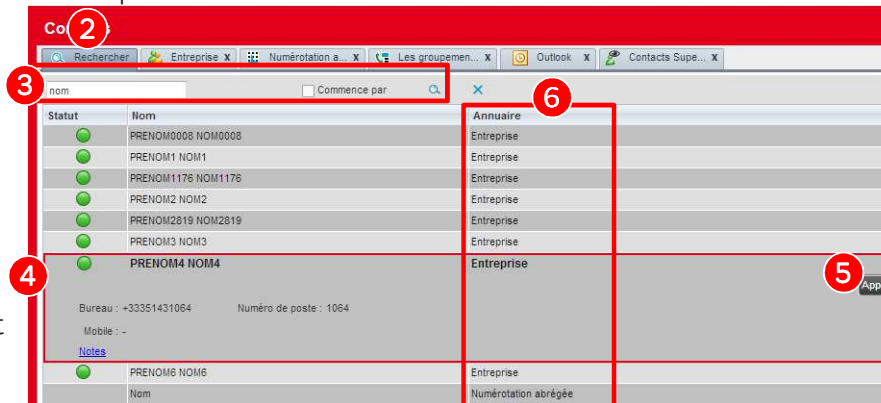 Co 2 s
Rechercher Entreprise x Numérotation a... x Les groupemen... x Outlook x Contacts Supe... x
3 nom Commence par x 6
Statut Nom Annuaire
PRENOM0008 NOM0008 Entreprise
PRENOM1 NOM1 Entreprise
PRENOM1176 NOM1176 Entreprise
PRENOM2 NOM2 Entreprise
PRENOM2819 NOM2819 Entreprise
PRENOM3 NOM3 Entreprise
4 PRENOM4 NOM4 Entreprise 5
App
Bureau : +33351431064 Numéro de poste : 1064
t Mobile : -
Notes
PRENOM6 NOM6 Entreprise
Nom Numérotation abrégée